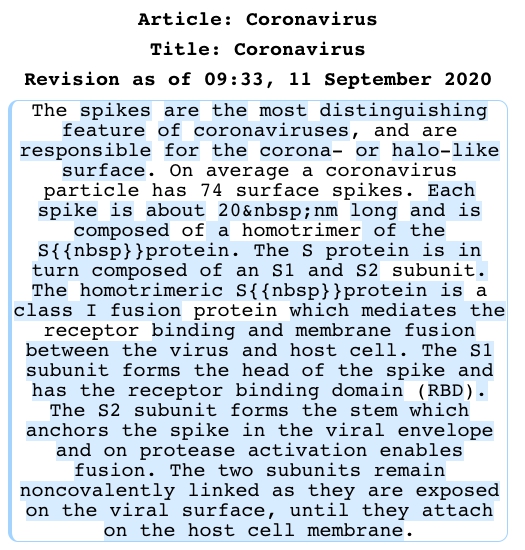 Article: Coronavirus
Title: Coronavirus
Revision as of 09:33, 11 September 2020
The spikes are the most distinguishing
feature of coronaviruses, and are
responsible for the corona- or halo-like
surface. On average a coronavirus
particle has 74 surface spikes. Each
spike is about 20&nbsp;nm long and is
composed of a homotrimer of the
S{{nbsp}}protein. The S protein is in
turn composed of an S1 and S2 subunit.
The homotrimeric S{{nbsp}}protein is a
class I fusion protein which mediates the
receptor binding and membrane fusion
between the virus and host cell. The S1
subunit forms the head of the spike and
has the receptor binding domain (RBD).
The S2 subunit forms the stem which
anchors the spike in the viral envelope
and on protease activation enables
fusion. The two subunits remain
noncovalently linked as they are exposed
on the viral surface, until they attach
on the host cell membrane.